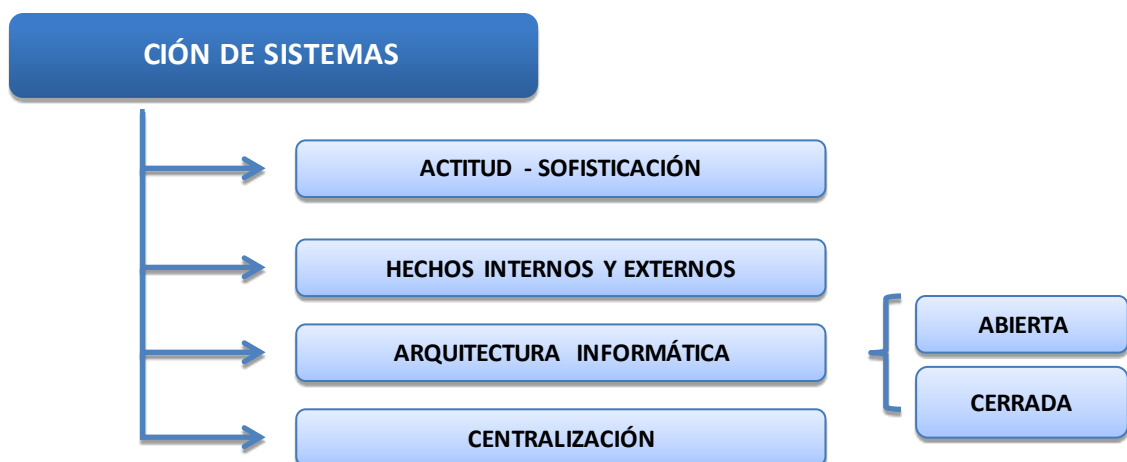 CIÓN DE SISTEMAS
ACTITUD - SOFISTICACIÓN
HECHOS INTERNOS Y EXTERNOS
ARQUITECTURA INFORMÁTICA
ABIERTA
CERRADA
CENTRALIZACIÓN